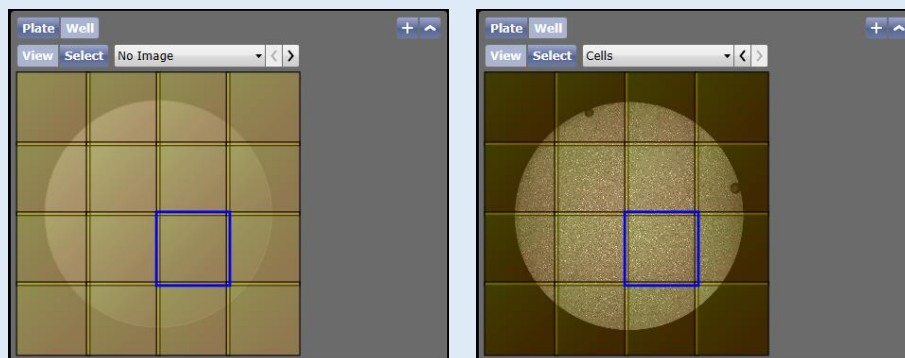 Plate Well + ^
View Select No Image < >
Plate Well + ^
View Select Cells < >